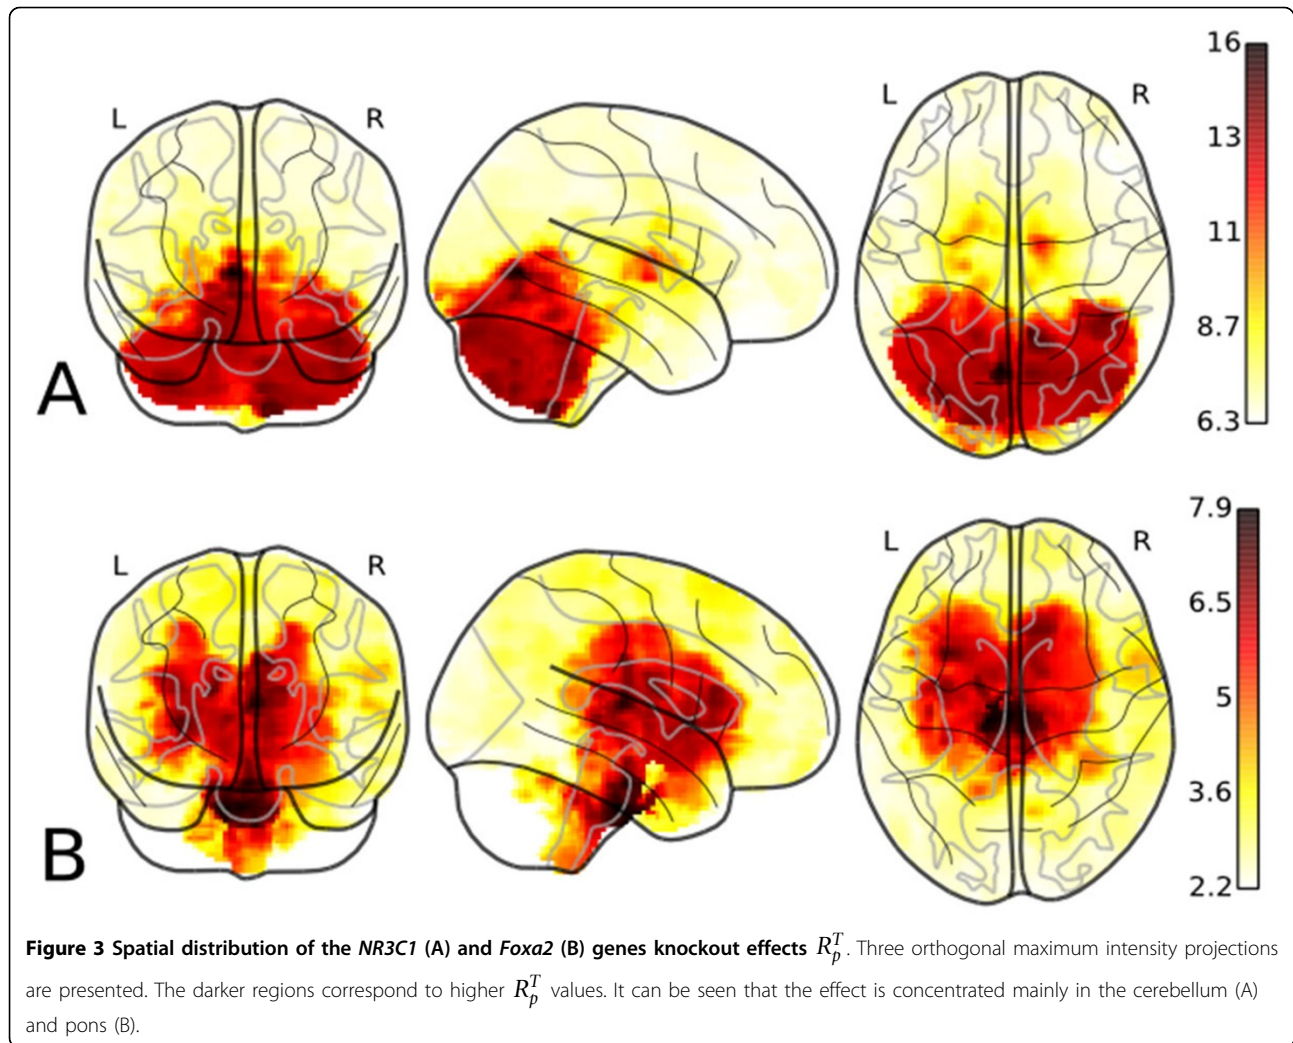 L
R
L
R
16
13
11
8.7
6.3
A
L
R
L
R
7.9
6.5
5
3.6
2.2
B
Figure 3 Spatial distribution of the NR3C1 (A) and Foxa2 (B) genes knockout effects R_p^T. Three orthogonal maximum intensity projections
are presented. The darker regions correspond to higher R_p^T values. It can be seen that the effect is concentrated mainly in the cerebellum (A)
and pons (B).